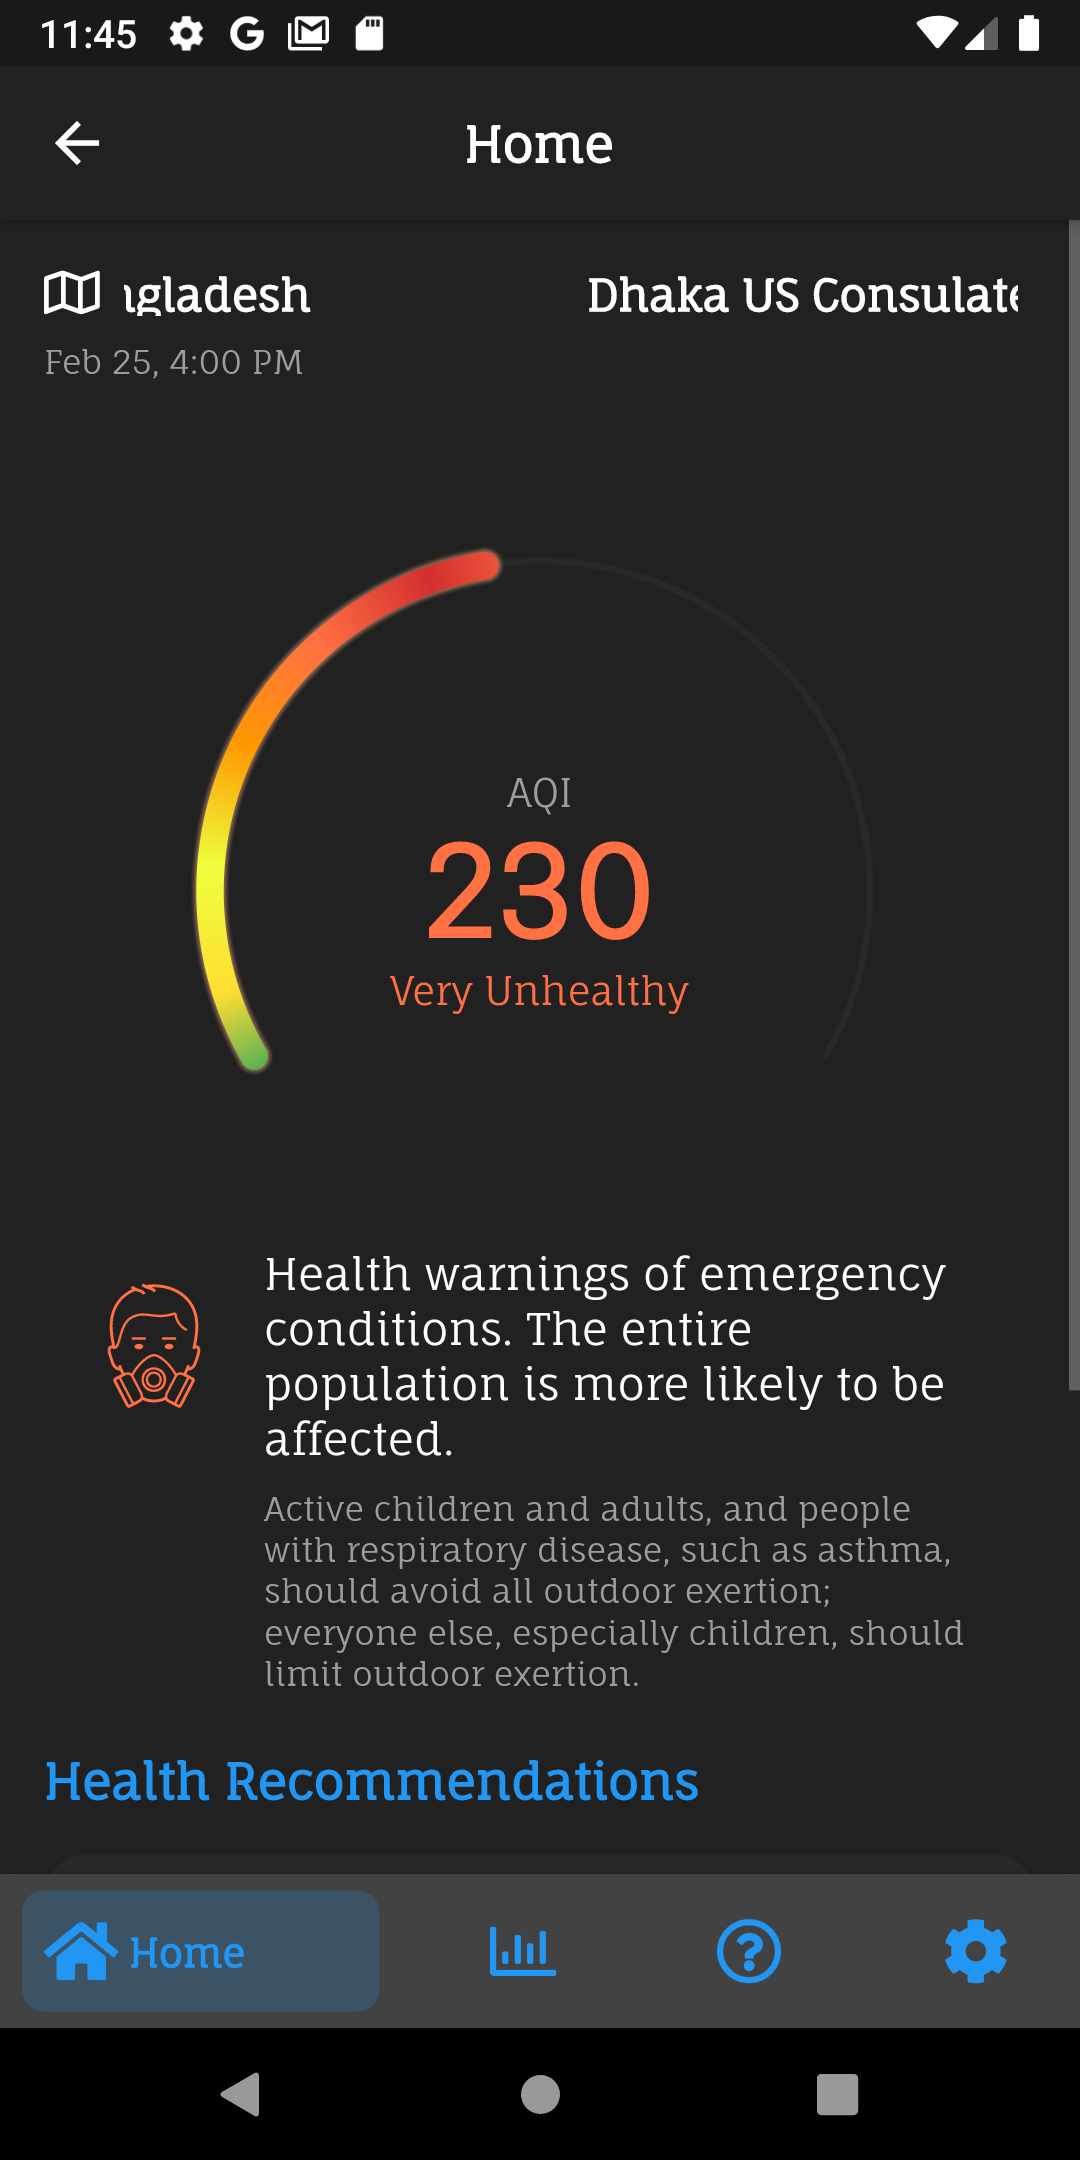 11:45
Home
ngladesh Dhaka US Consulate
Feb 25, 4:00 PM
AQI
230
Very Unhealthy
Health warnings of emergency
conditions. The entire
population is more likely to be
affected.
Active children and adults, and people
with respiratory disease, such as asthma,
should avoid all outdoor exertion;
everyone else, especially children, should
limit outdoor exertion.
Health Recommendations
Home